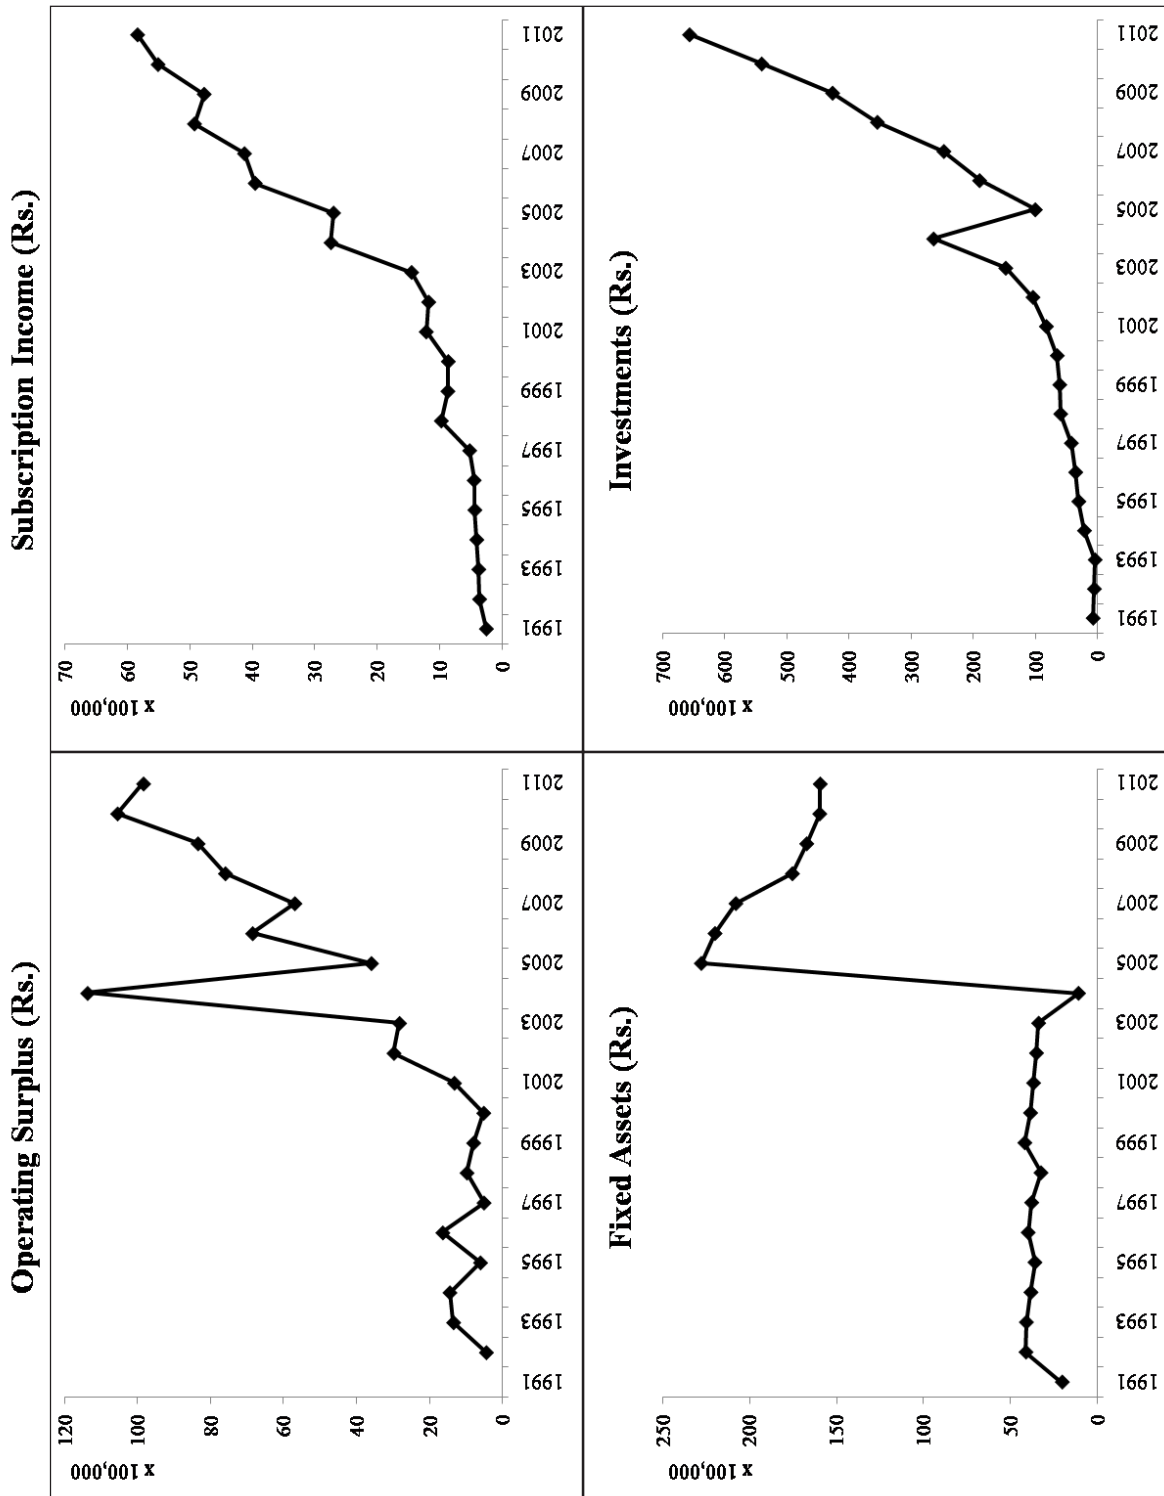 Operating Surplus (Rs.)
x 100,000
120
100
80
60
40
20
0
1991 1993 1995 1997 1999 2001 2003 2005 2007 2009 2011
Subscription Income (Rs.)
x 100,000
70
60
50
40
30
20
10
0
1991 1993 1995 1997 1999 2001 2003 2005 2007 2009 2011
Fixed Assets (Rs.)
x 100,000
250
200
150
100
50
0
1991 1993 1995 1997 1999 2001 2003 2005 2007 2009 2011
Investments (Rs.)
x 100,000
700
600
500
400
300
200
100
0
1991 1993 1995 1997 1999 2001 2003 2005 2007 2009 2011